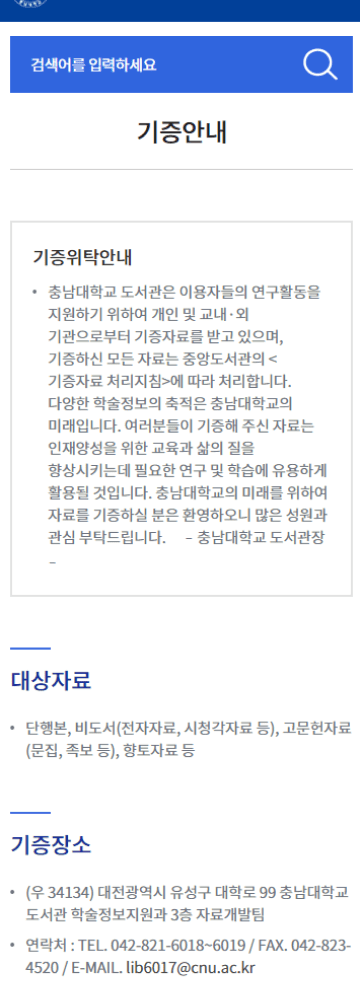 검색어를 입력하세요
기증안내
기증위탁안내
• 충남대학교 도서관은 이용자들의 연구활동을
지원하기 위하여 개인 및 교내·외
기관으로부터 기증자료를 받고 있으며,
기증하신 모든 자료는 중앙도서관의 <
기증자료 처리지침>에 따라 처리합니다.
다양한 학술정보의 축적은 충남대학교의
미래입니다. 여러분들이 기증해 주신 자료는
인재양성을 위한 교육과 삶의 질을
향상시키는데 필요한 연구 및 학습에 유용하게
활용될 것입니다. 충남대학교의 미래를 위하여
자료를 기증하실 분은 환영하오니 많은 성원과
관심 부탁드립니다. - 충남대학교 도서관장
-
대상자료
• 단행본, 비도서(전자자료, 시청각자료 등), 고문헌자료
(문집, 족보 등), 향토자료 등
기증장소
• (우 34134) 대전광역시 유성구 대학로 99 충남대학교
도서관 학술정보지원과 3층 자료개발팀
• 연락처 : TEL. 042-821-6018~6019 / FAX. 042-823-
4520 / E-MAIL. lib6017@cnu.ac.kr